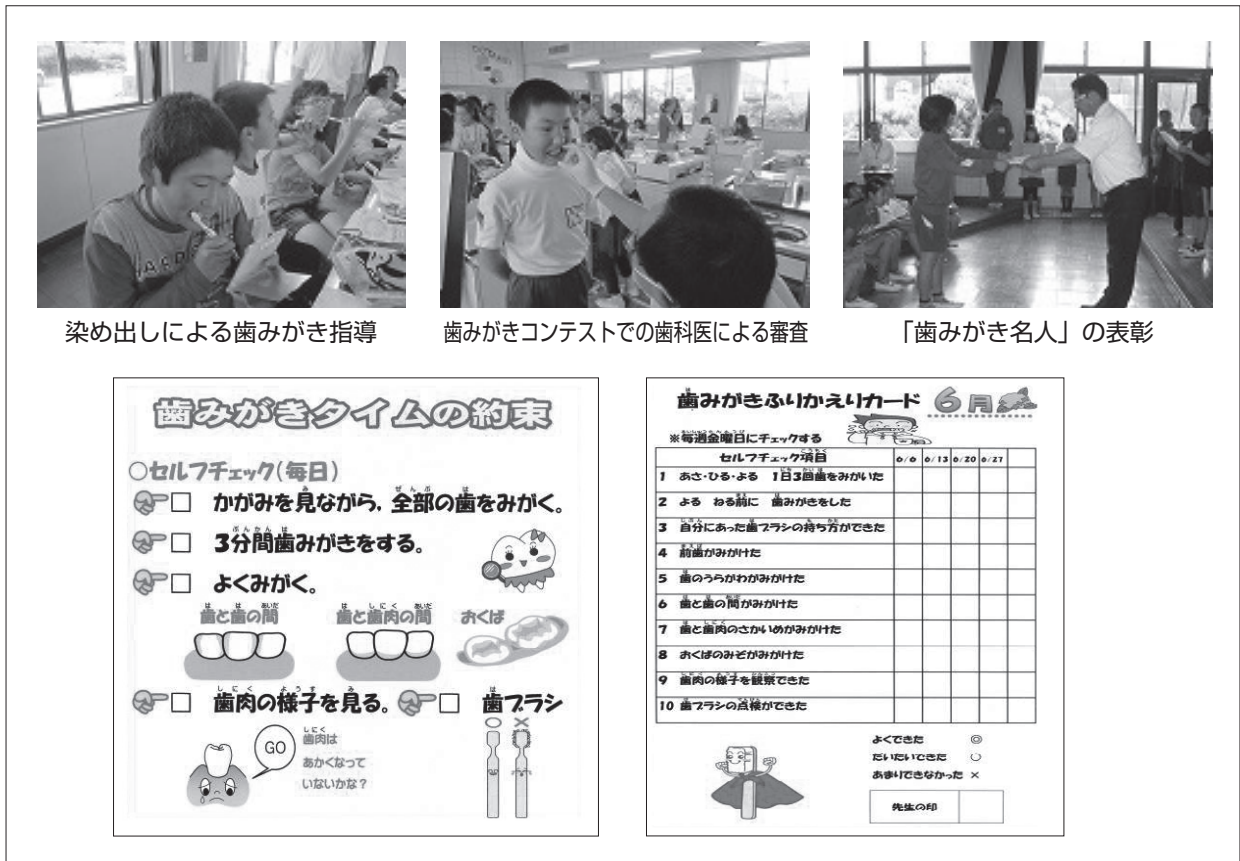 染め出しによる歯みがき指導
歯みがきコンテストでの歯科医による審査
「歯みがき名人」の表彰
歯みがきタイムの約束
○セルフチェック(毎日)
□ かがみを見ながら，全部の歯をみがく。
□ 3分間歯みがきをする。
□ よくみがく。
歯と歯の間 歯と歯肉の間 おくば
□ 歯肉の様子を見る。 □ 歯ブラシ
○ ×
GO
歯肉は
あかくなって
いないかな？
歯みがきふりかえりカード 6月
※毎週金曜日にチェックする
セルフチェック項目 6/6 6/13 6/20 6/27
1 あさ・ひる・よる 1日3回歯をみがいた
2 よる ねる前に 歯みがきをした
3 自分にあった歯ブラシの持ち方ができた
4 前歯がみがけた
5 歯のうらがわがみがけた
6 歯と歯の間がみがけた
7 歯と歯肉のさかいめがみがけた
8 おくばのみぞがみがけた
9 歯肉の様子を観察できた
10 歯ブラシの点検ができた
よくできた ◎
だいたいできた ○
あまりできなかった ×
先生の印